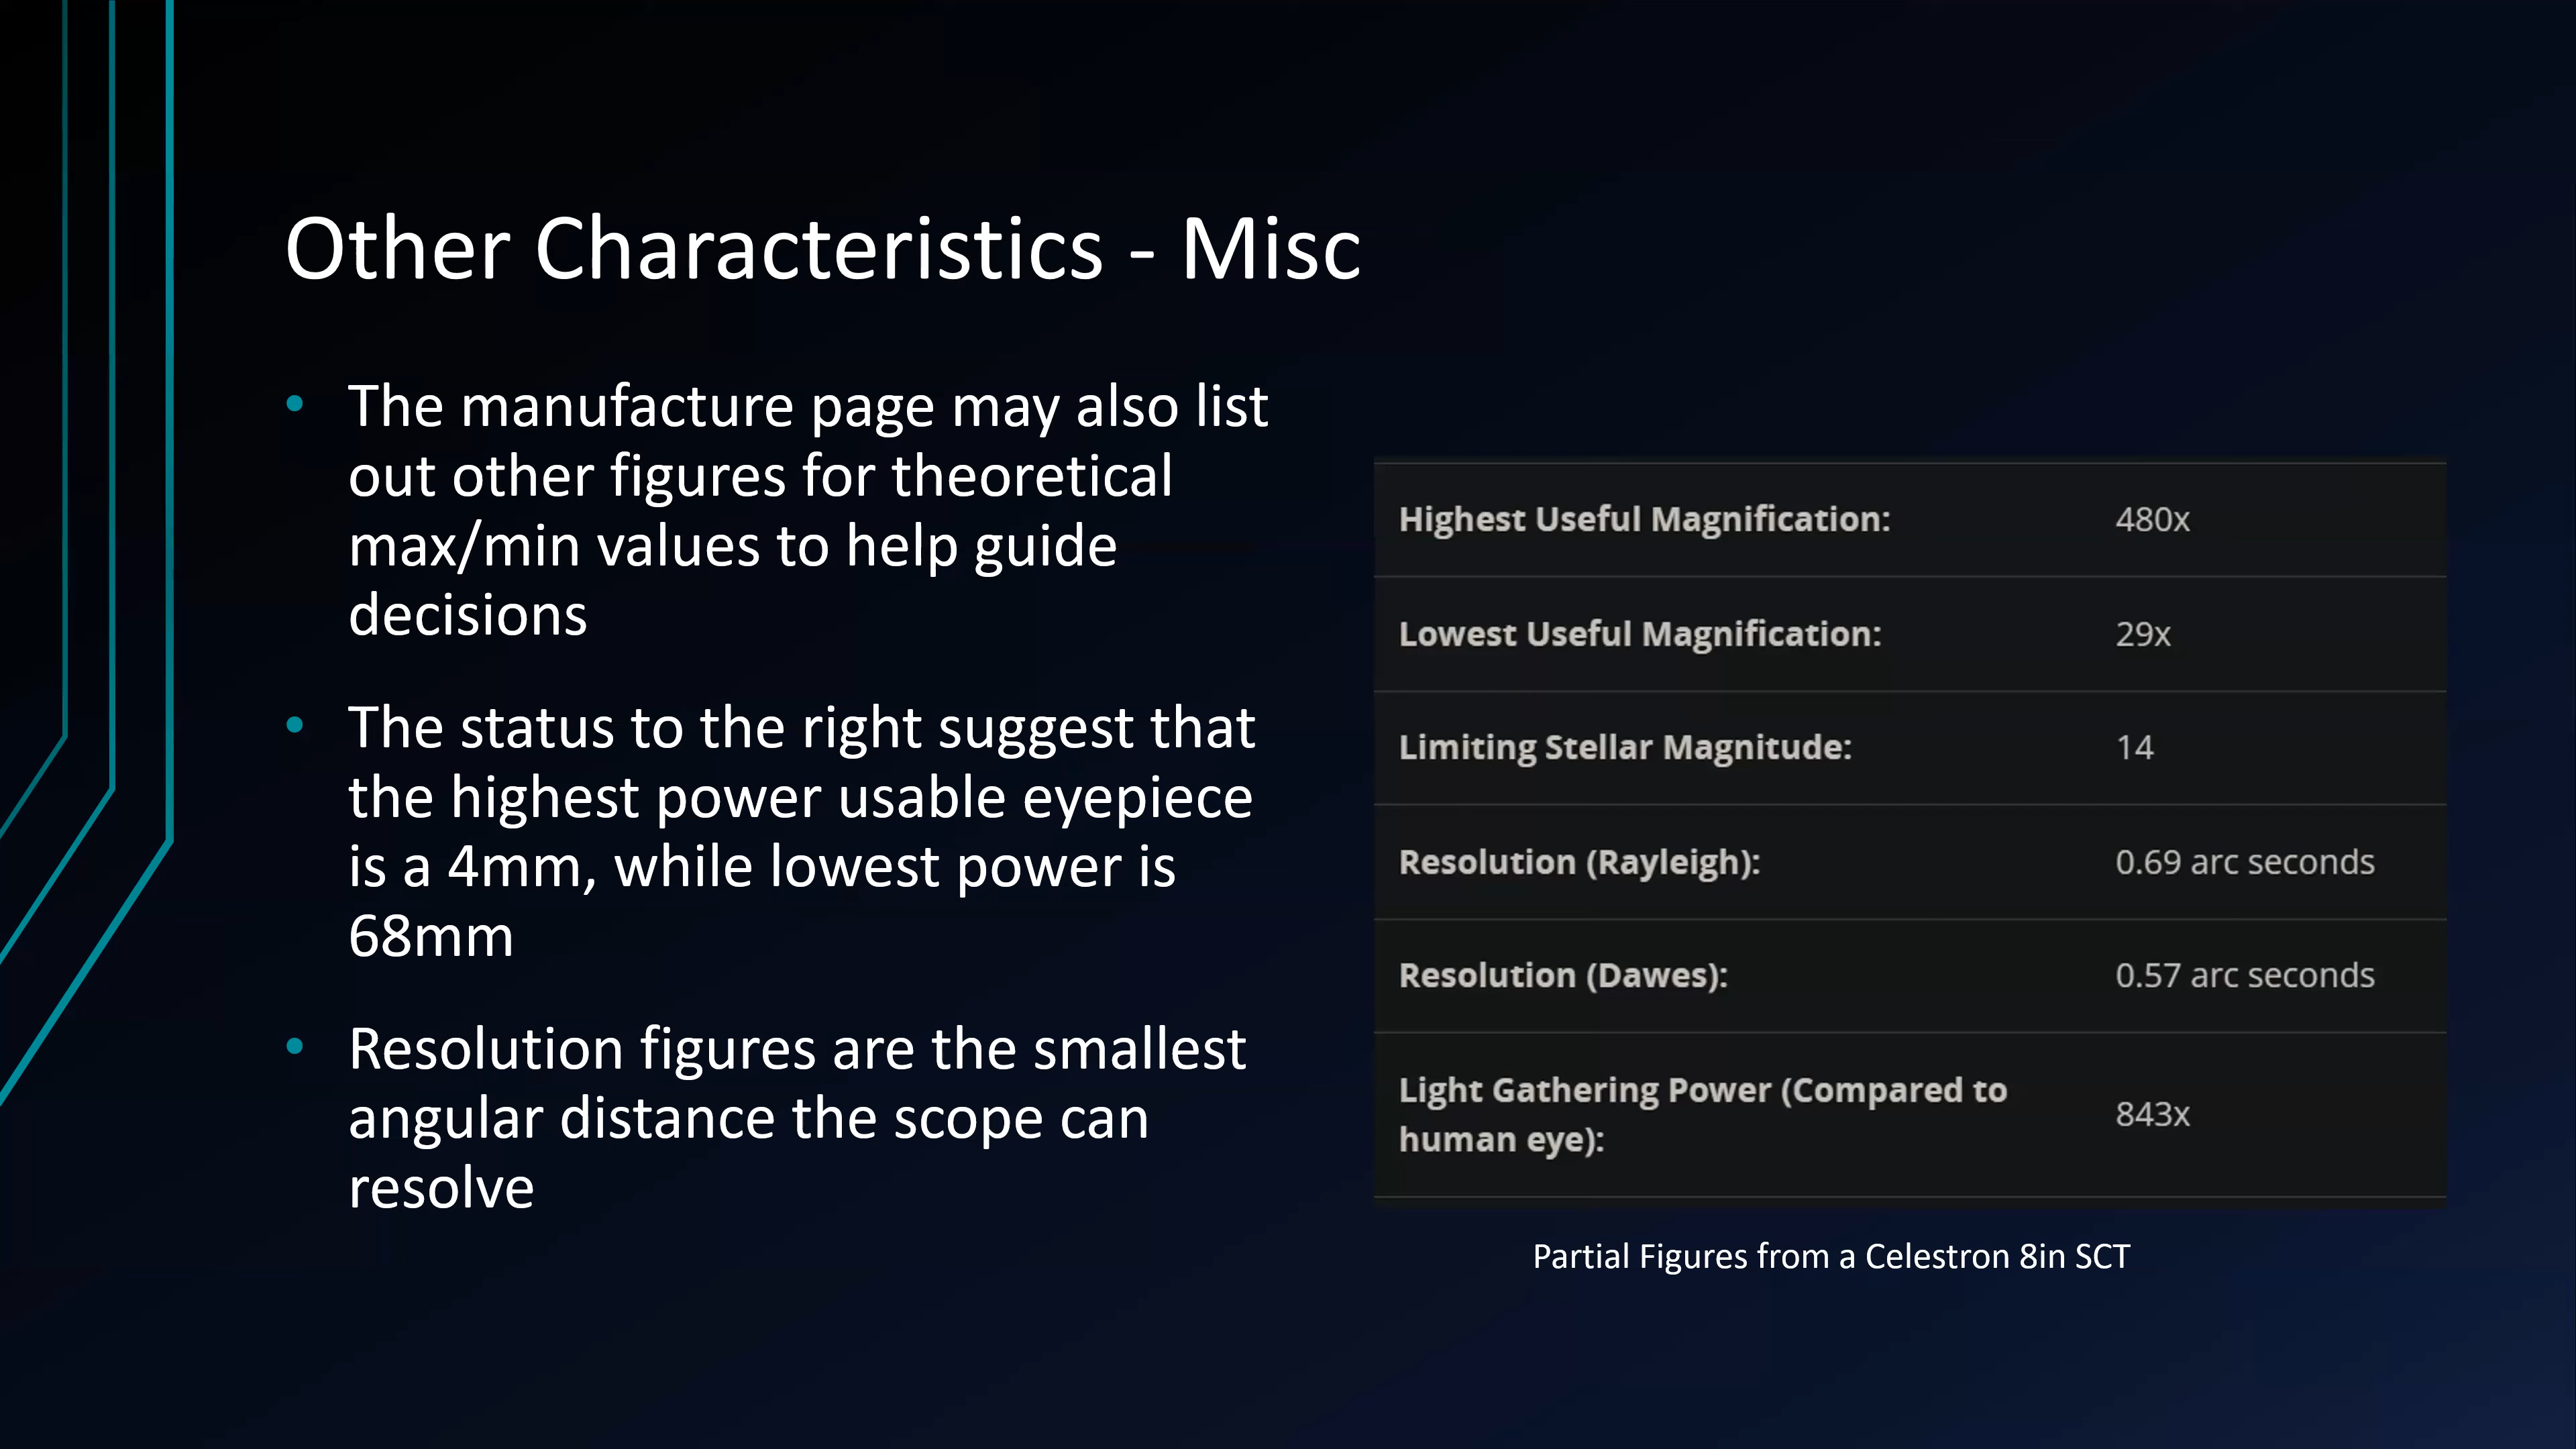 Other Characteristics - Misc
• The manufacture page may also list
out other figures for theoretical
max/min values to help guide
decisions
• The status to the right suggest that
the highest power usable eyepiece
is a 4mm, while lowest power is
68mm
• Resolution figures are the smallest
angular distance the scope can
resolve
Highest Useful Magnification: 480x
Lowest Useful Magnification: 29x
Limiting Stellar Magnitude: 14
Resolution (Rayleigh): 0.69 arc seconds
Resolution (Dawes): 0.57 arc seconds
Light Gathering Power (Compared to
human eye): 843x
Partial Figures from a Celestron 8in SCT